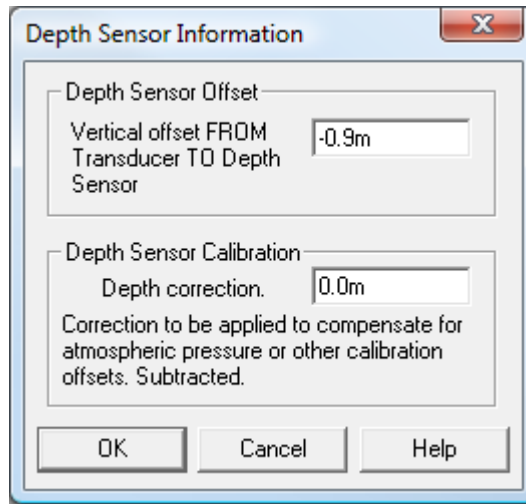 Depth Sensor Information
Depth Sensor Offset
Vertical offset FROM
Transducer TO Depth
Sensor
-0.9m
Depth Sensor Calibration
Depth correction.
0.0m
Correction to be applied to compensate for
atmospheric pressure or other calibration
offsets. Subtracted.
OK
Cancel
Help